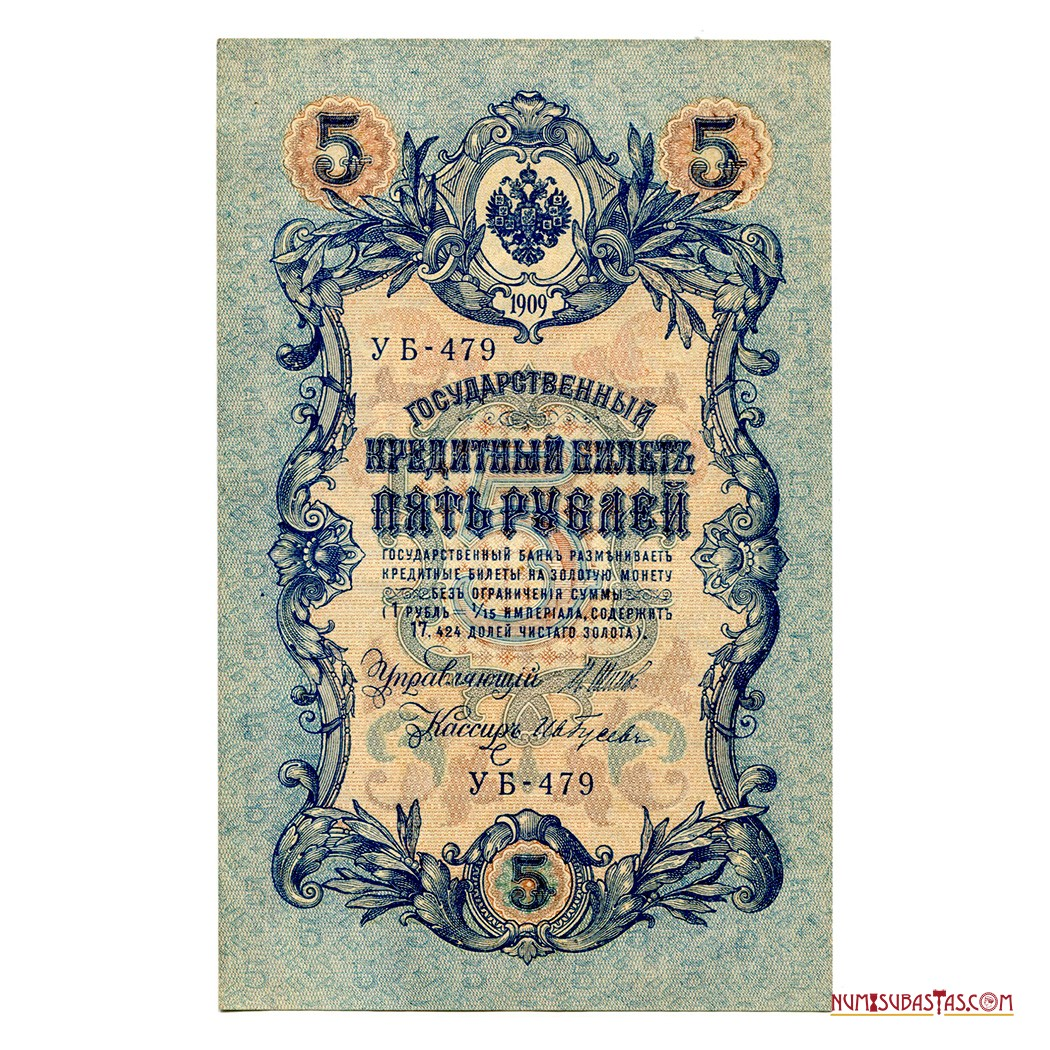 5 5
1909
УБ-479
ГОСУДАРСТВЕННЫЙ
КРЕДИТНЫЙ БИЛЕТЪ
ПЯТЬ РУБЛЕЙ
ГОСУДАРСТВЕННЫЙ БАНКЪ РАЗМѢНИВАЕТЪ
КРЕДИТНЫЕ БИЛЕТЫ НА ЗОЛОТУЮ МОНЕТУ
БЕЗЪ ОГРАНИЧЕНІЯ СУММЫ
(1 РУБЛЬ = 1/15 ИМПЕРІАЛА, СОДЕРЖИТЪ
17,424 ДОЛЕЙ ЧИСТАГО ЗОЛОТА).
Управляющій
Кассиръ Ив Гусевъ
УБ-479
5
NUMISUBASTAS.COM